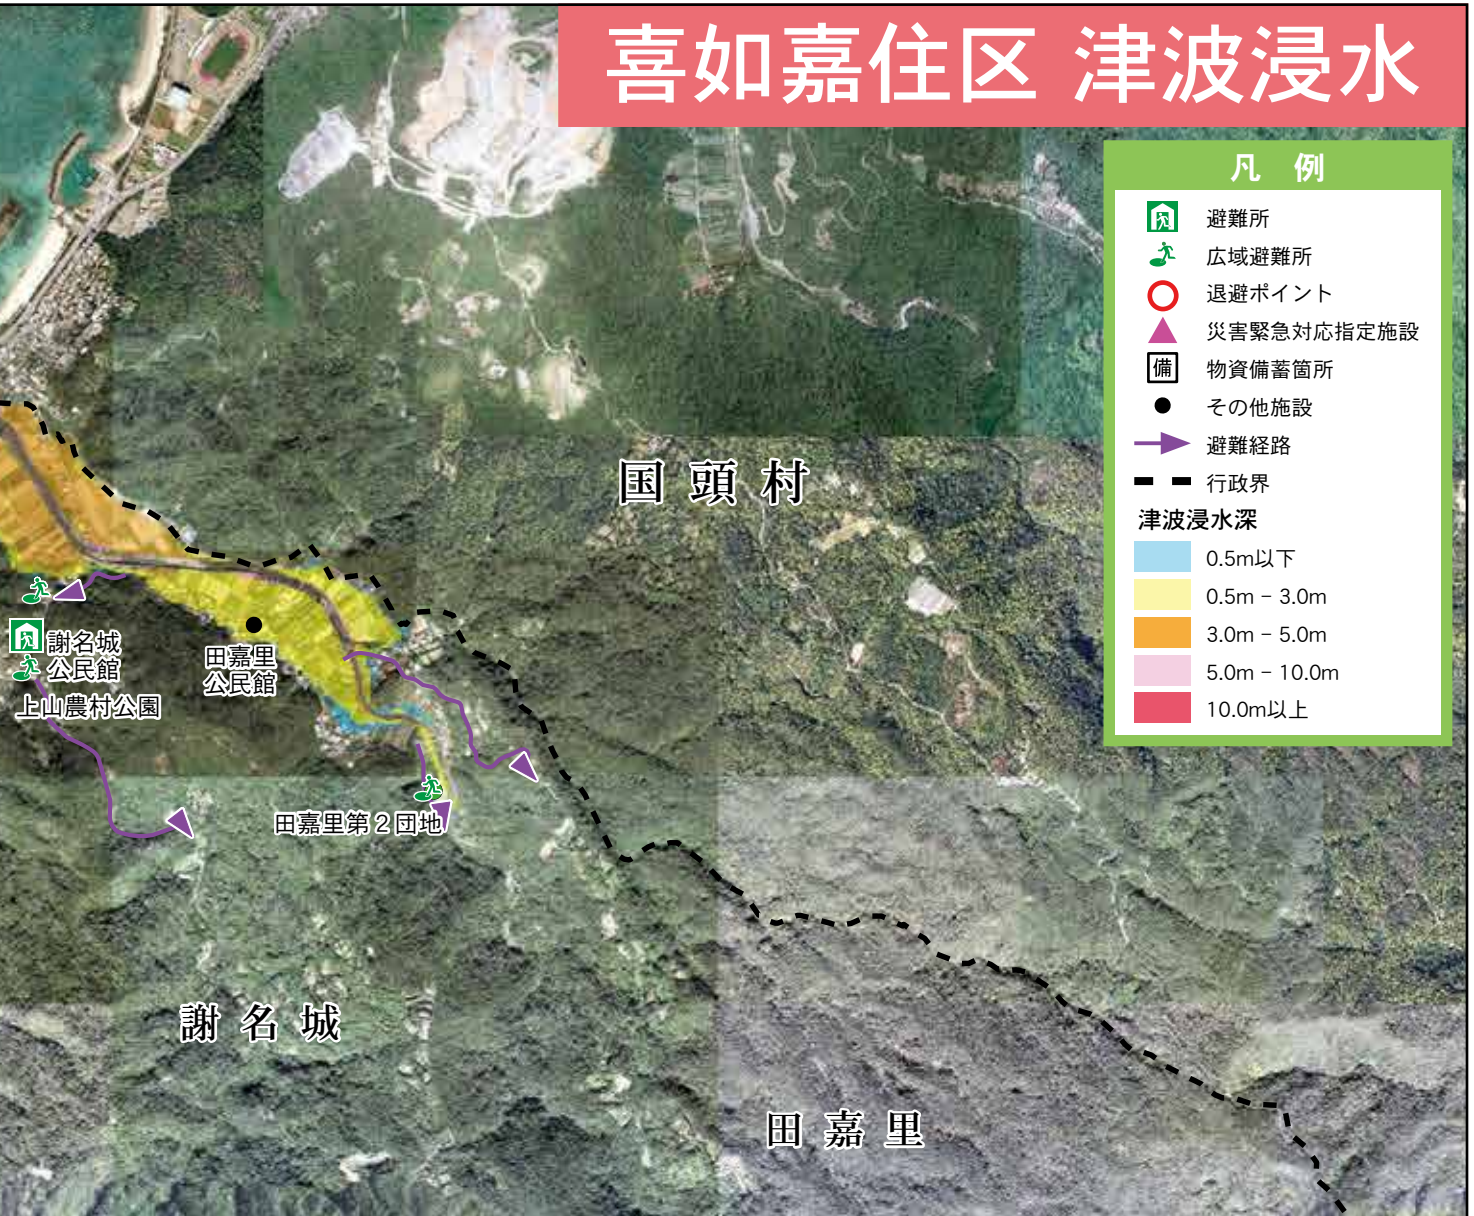 喜如嘉住区 津波浸水
凡 例
避難所
広域避難所
退避ポイント
災害緊急対応指定施設
備 物資備蓄箇所
その他施設
避難経路
行政界
津波浸水深
0.5m以下
0.5m - 3.0m
3.0m - 5.0m
5.0m - 10.0m
10.0m以上
国頭村
謝名城
公民館
上山農村公園
田嘉里
公民館
田嘉里第2団地
謝名城
田嘉里